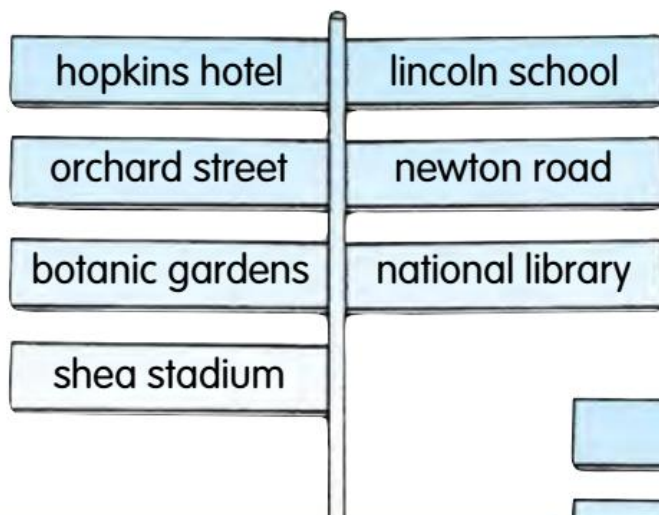 hopkins hotel
lincoln school
orchard street
newton road
botanic gardens
national library
shea stadium